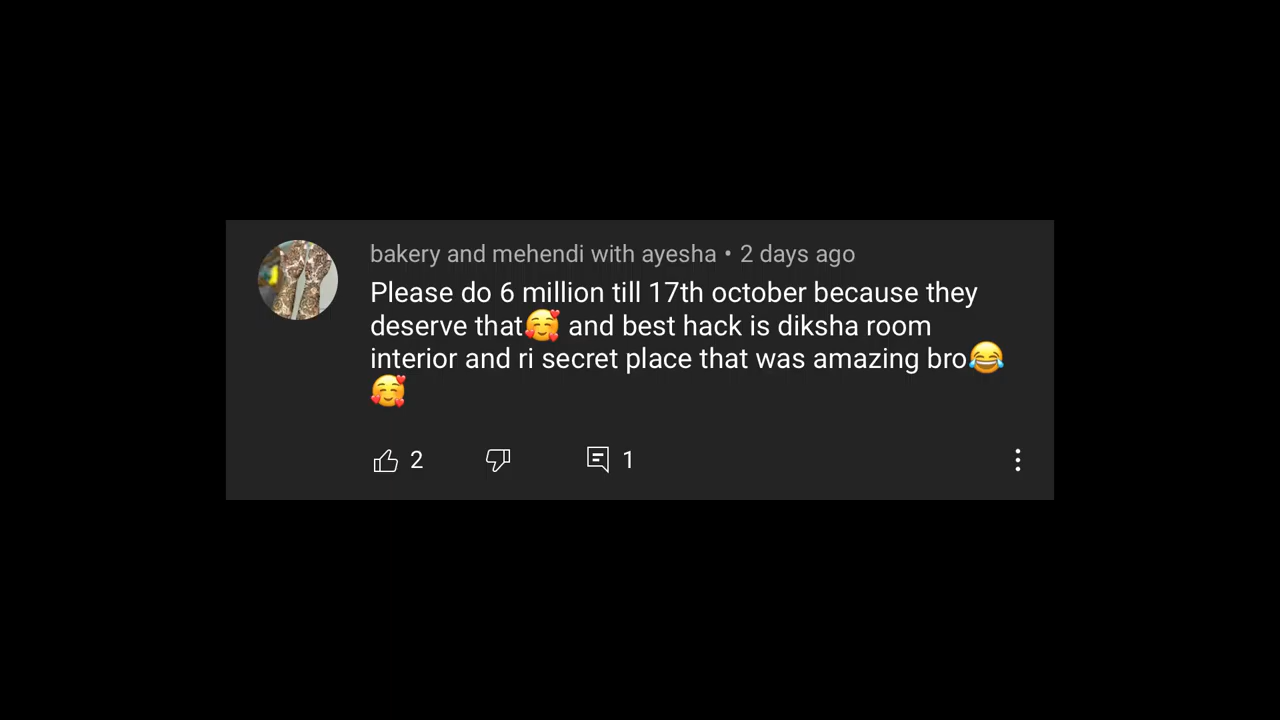 bakery and mehendi with ayesha • 2 days ago
Please do 6 million till 17th october because they
deserve that🥰 and best hack is diksha room
interior and ri secret place that was amazing bro😂
🥰
2 1